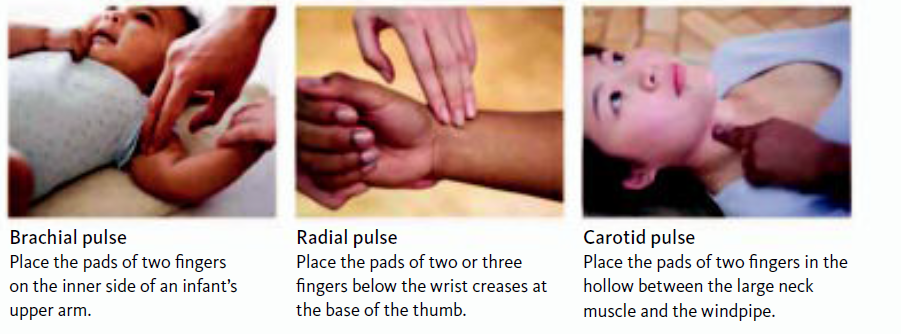 Brachial pulse
Place the pads of two fingers
on the inner side of an infant's
upper arm.
Radial pulse
Place the pads of two or three
fingers below the wrist creases at
the base of the thumb.
Carotid pulse
Place the pads of two fingers in the
hollow between the large neck
muscle and the windpipe.